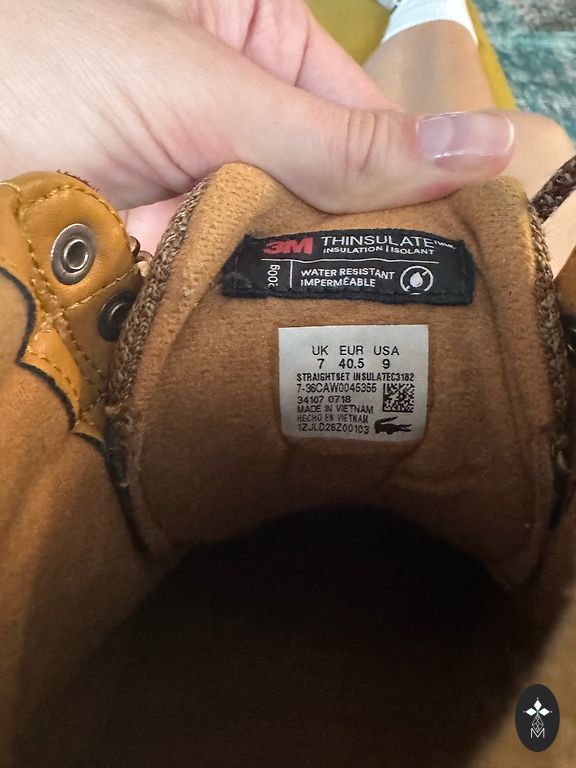 3M THINSULATE
INSULATION | ISOLANT
200g
WATER RESISTANT
IMPERMÉABLE
UK EUR USA
7 40.5 9
STRAIGHTSET INSULATEC3182
7-36CAW0045355
34107 0718
MADE IN VIETNAM
HECHO EN VIETNAM
1ZJLD28Z00103
M